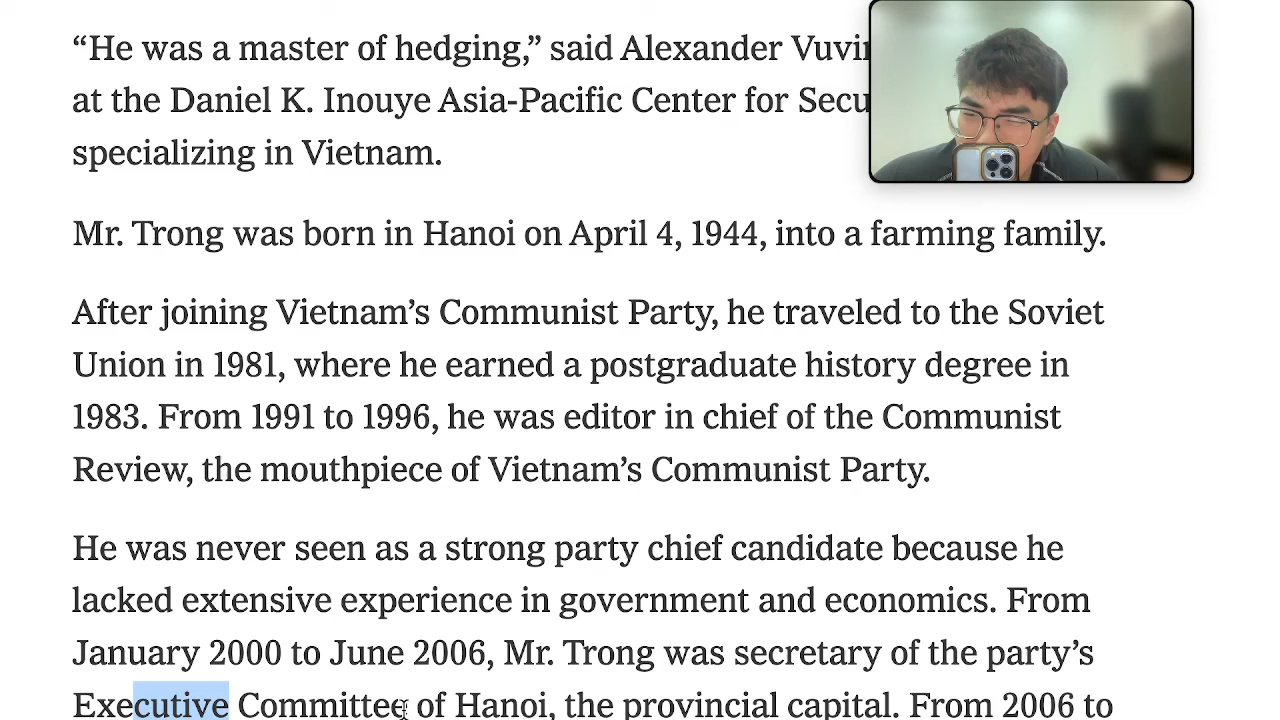 “He was a master of hedging,” said Alexander
at the Daniel K. Inouye Asia-Pacific Center for
specializing in Vietnam.
Mr. Trong was born in Hanoi on April 4, 1944, into a farming family.
After joining Vietnam’s Communist Party, he traveled to the Soviet
Union in 1981, where he earned a postgraduate history degree in
1983. From 1991 to 1996, he was editor in chief of the Communist
Review, the mouthpiece of Vietnam’s Communist Party.
He was never seen as a strong party chief candidate because he
lacked extensive experience in government and economics. From
January 2000 to June 2006, Mr. Trong was secretary of the party’s
Executive Committee of Hanoi, the provincial capital. From 2006 to